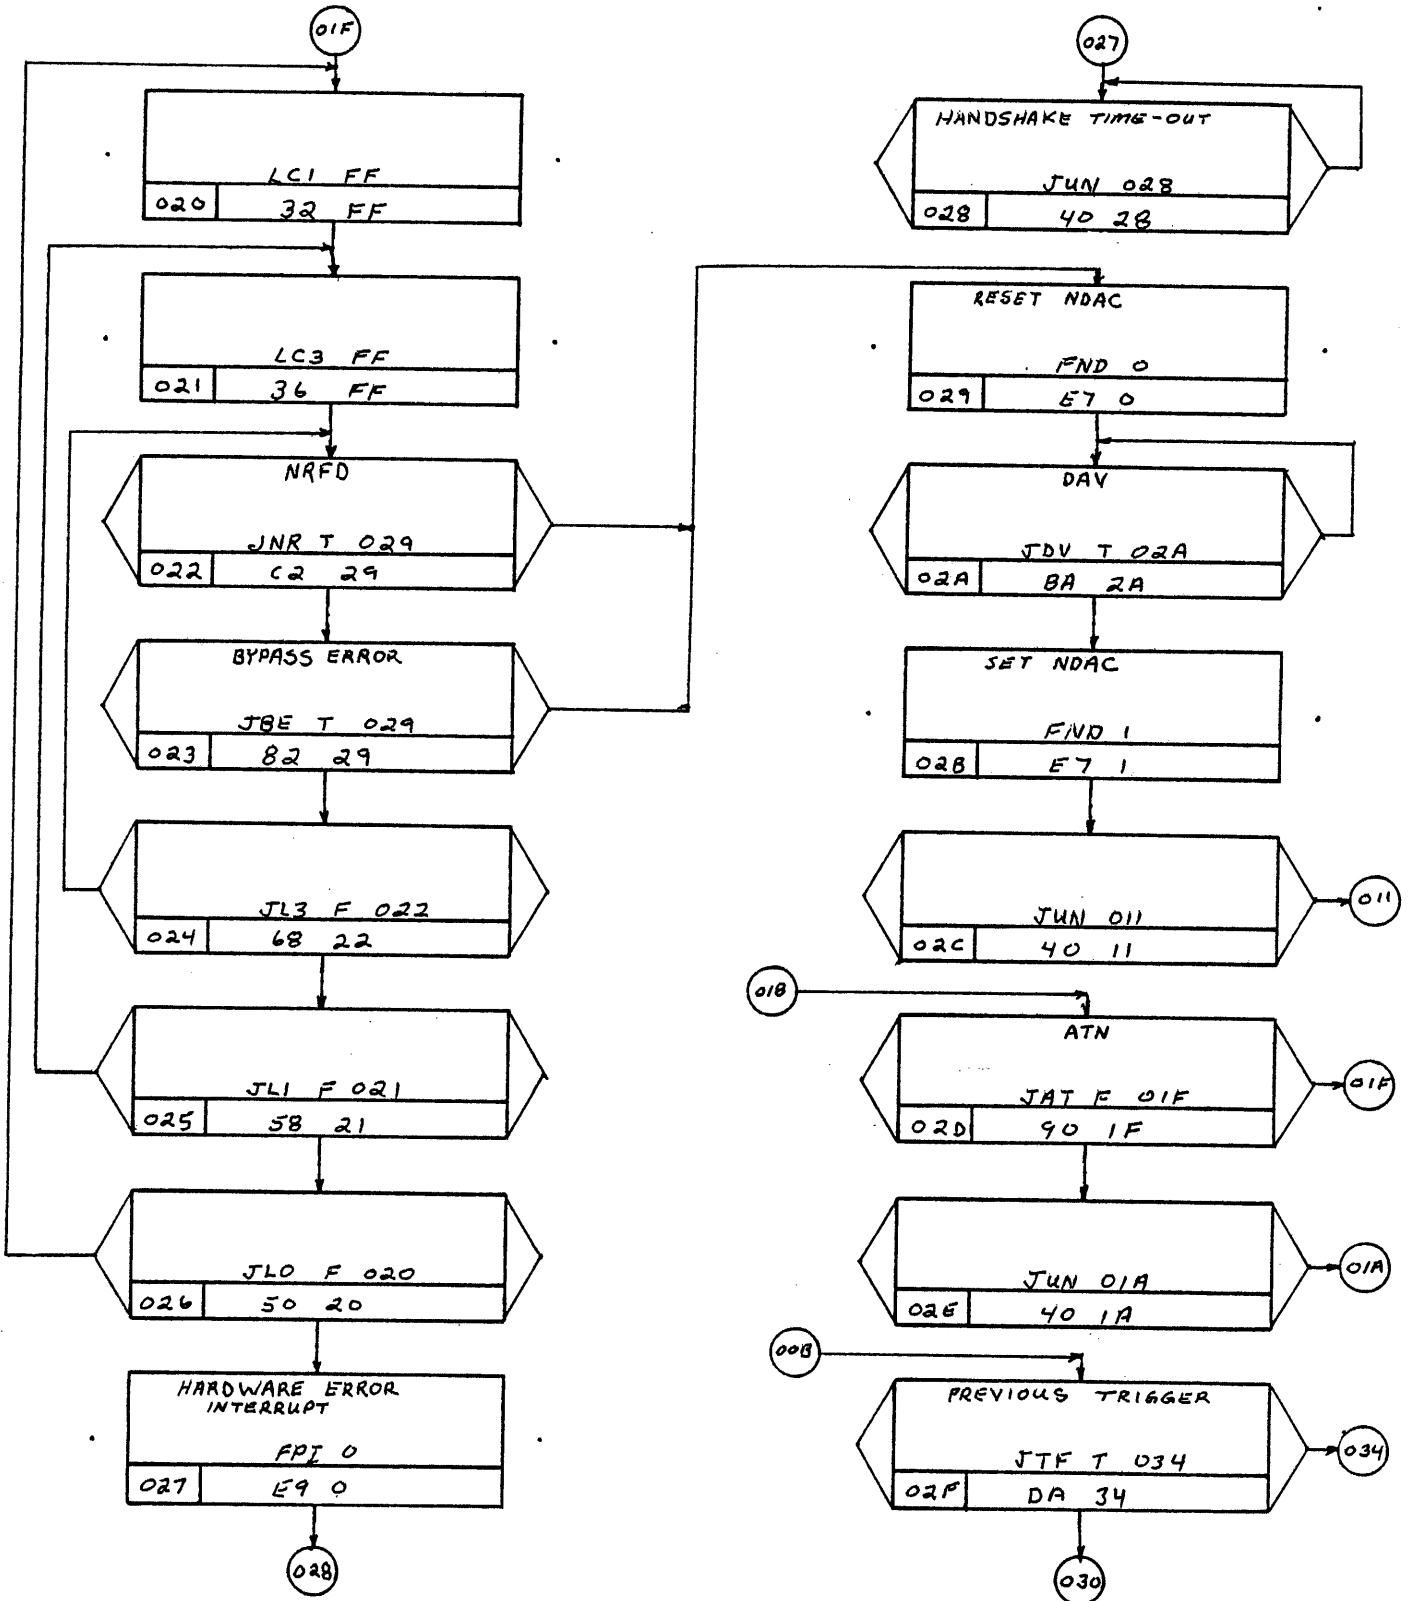 01F
LC1 FF
020 32 FF
LC3 FF
021 36 FF
NRFD
JNR T 029
022 C2 29
BYPASS ERROR
JBE T 029
023 82 29
JL3 F 022
024 68 22
JL1 F 021
025 58 21
JL0 F 020
026 50 20
HARDWARE ERROR
INTERRUPT
FPI 0
027 E9 0
028
027
HANDSHAKE TIME-OUT
JUN 028
028 40 28
RESET NDAC
FND 0
029 E7 0
DAV
JDV T 02A
02A BA 2A
SET NDAC
FND 1
02B E7 1
JUN 011
02C 40 11
011
01B
ATN
JAT F 01F
02D 90 1F
01F
JUN 01A
02E 40 1A
01A
00B
PREVIOUS TRIGGER
JTF T 034
02F DA 34
034
030